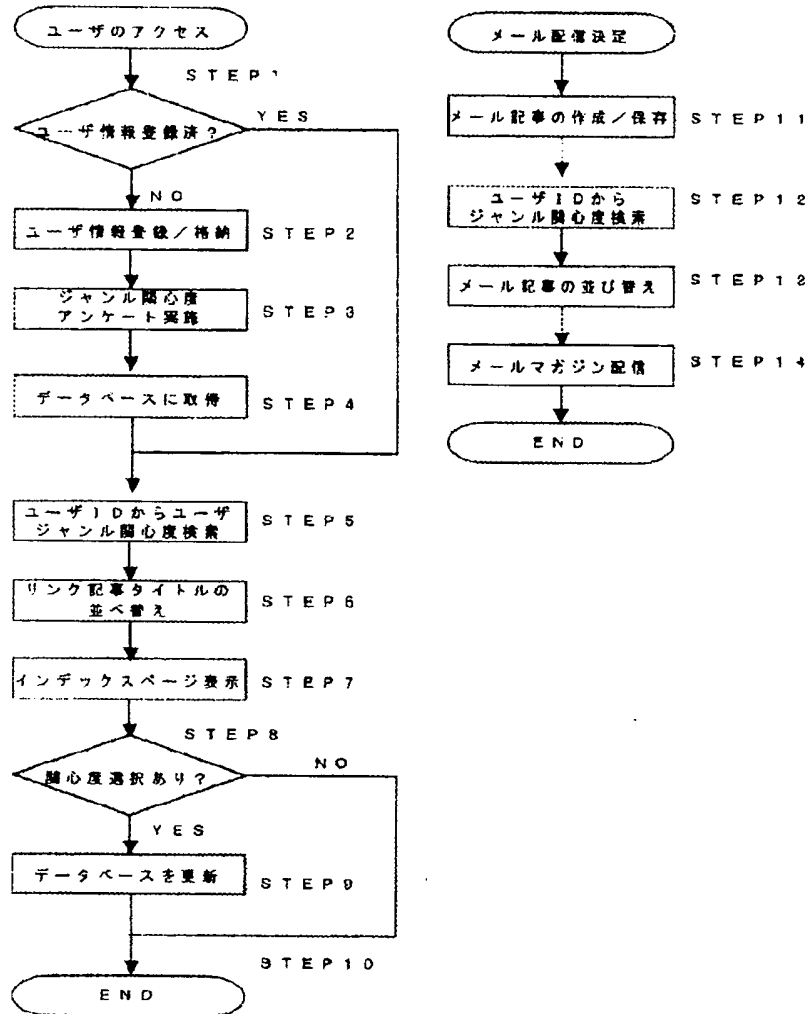 ユーザのアクセス
STEP1
ユーザ情報登録済？
YES
NO
ユーザ情報登録／格納
STEP2
ジャンル関心度
アンケート実施
STEP3
データベースに取得
STEP4
ユーザIDからユーザ
ジャンル関心度検索
STEP5
リンク記事タイトルの
並べ替え
STEP6
インデックスページ表示
STEP7
STEP8
関心度選択あり？
NO
YES
データベースを更新
STEP9
STEP10
END
メール配信決定
メール記事の作成／保存
STEP11
ユーザIDから
ジャンル関心度検索
STEP12
メール記事の並び替え
STEP13
メールマガジン配信
STEP14
END